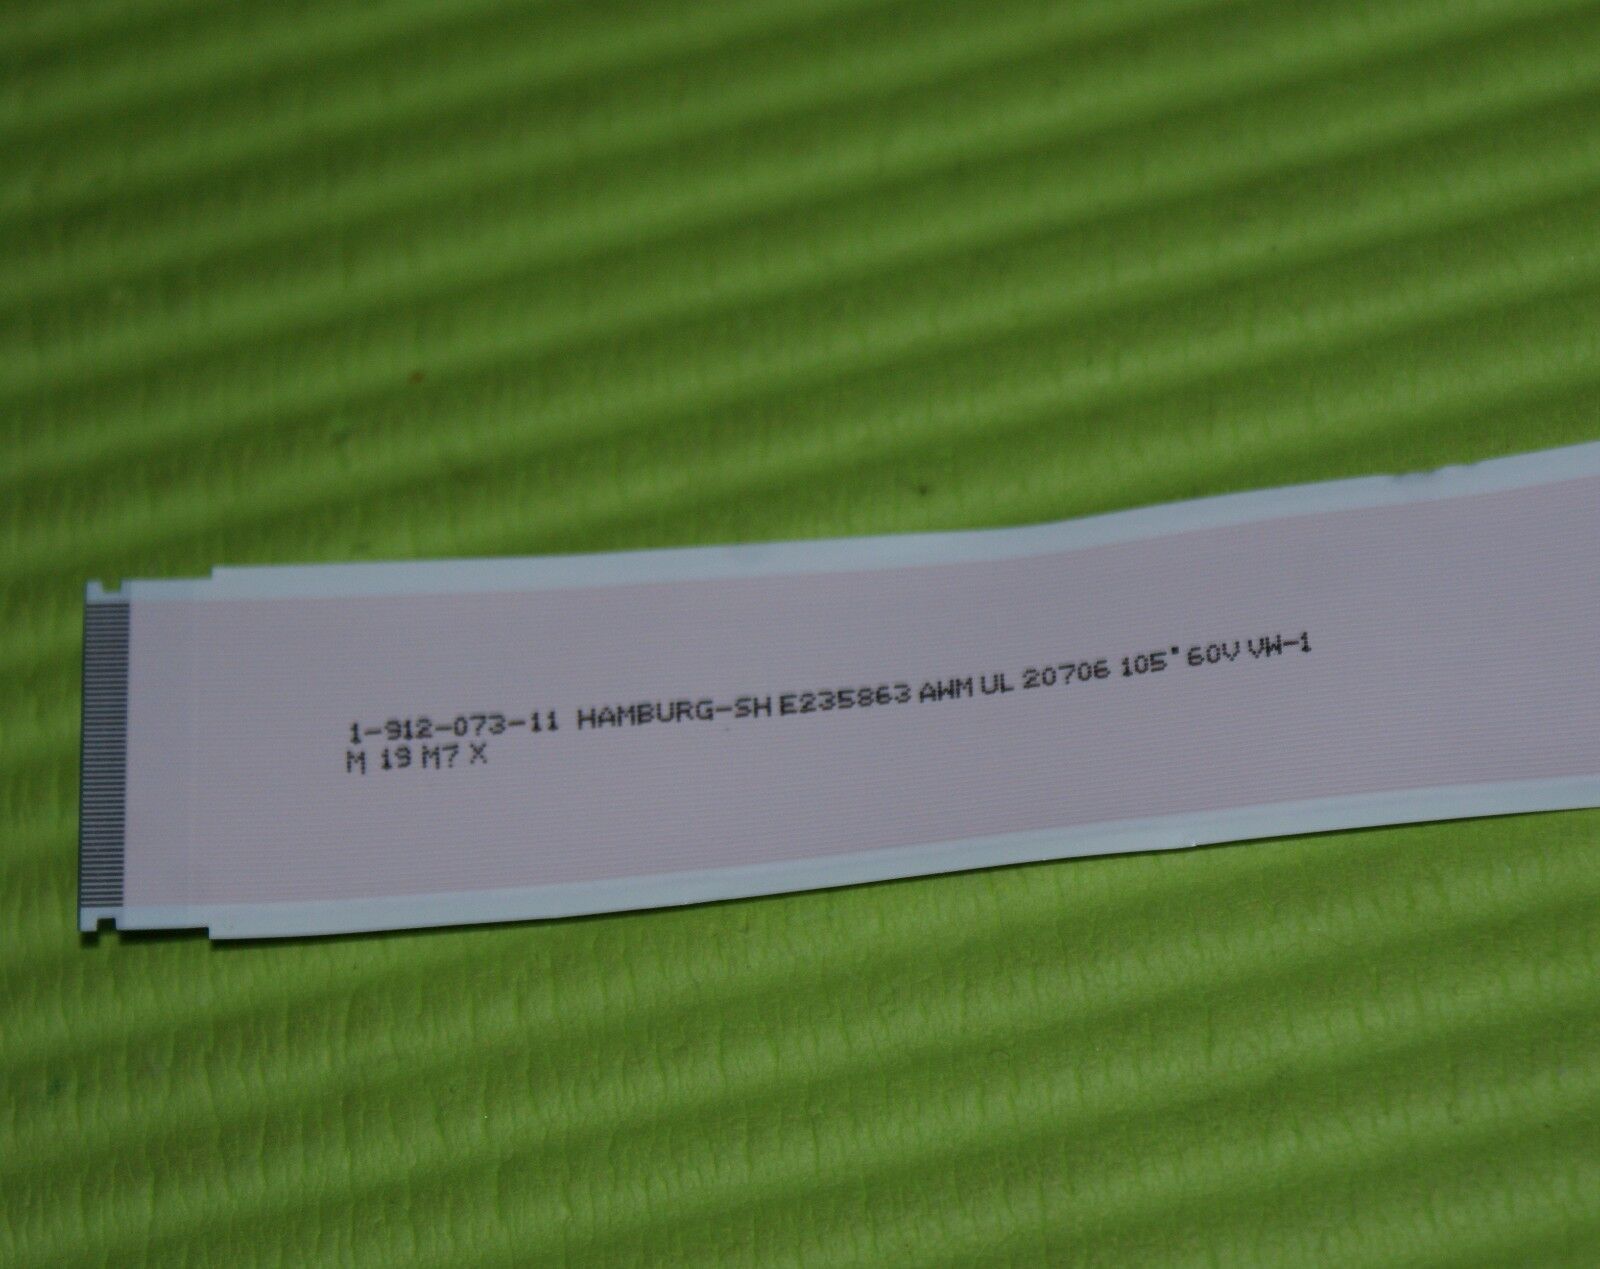 1-912-073-11 HAMBURG-SH E235863 AWM UL 20706 105° 60V VW-1
M 19 M7 X